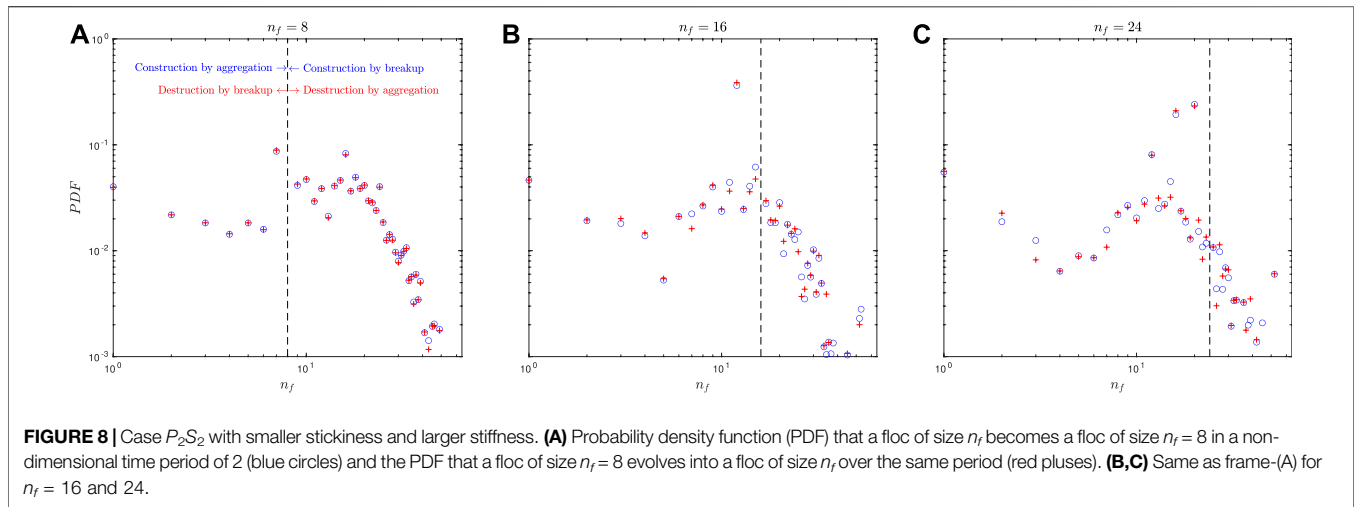 A
n_f = 8
B
n_f = 16
C
n_f = 24
10^0
Construction by aggregation → ← Construction by breakup
Destruction by breakup ← → Desstruction by aggregation
10^-1
PDF
10^-2
10^-3
10^0 10^1
n_f
10^0 10^1
n_f
10^0 10^1
n_f
FIGURE 8 | Case P_2S_2 with smaller stickiness and larger stiffness. (A) Probability density function (PDF) that a floc of size n_f becomes a floc of size n_f = 8 in a non-
dimensional time period of 2 (blue circles) and the PDF that a floc of size n_f = 8 evolves into a floc of size n_f over the same period (red pluses). (B,C) Same as frame-(A) for
n_f = 16 and 24.